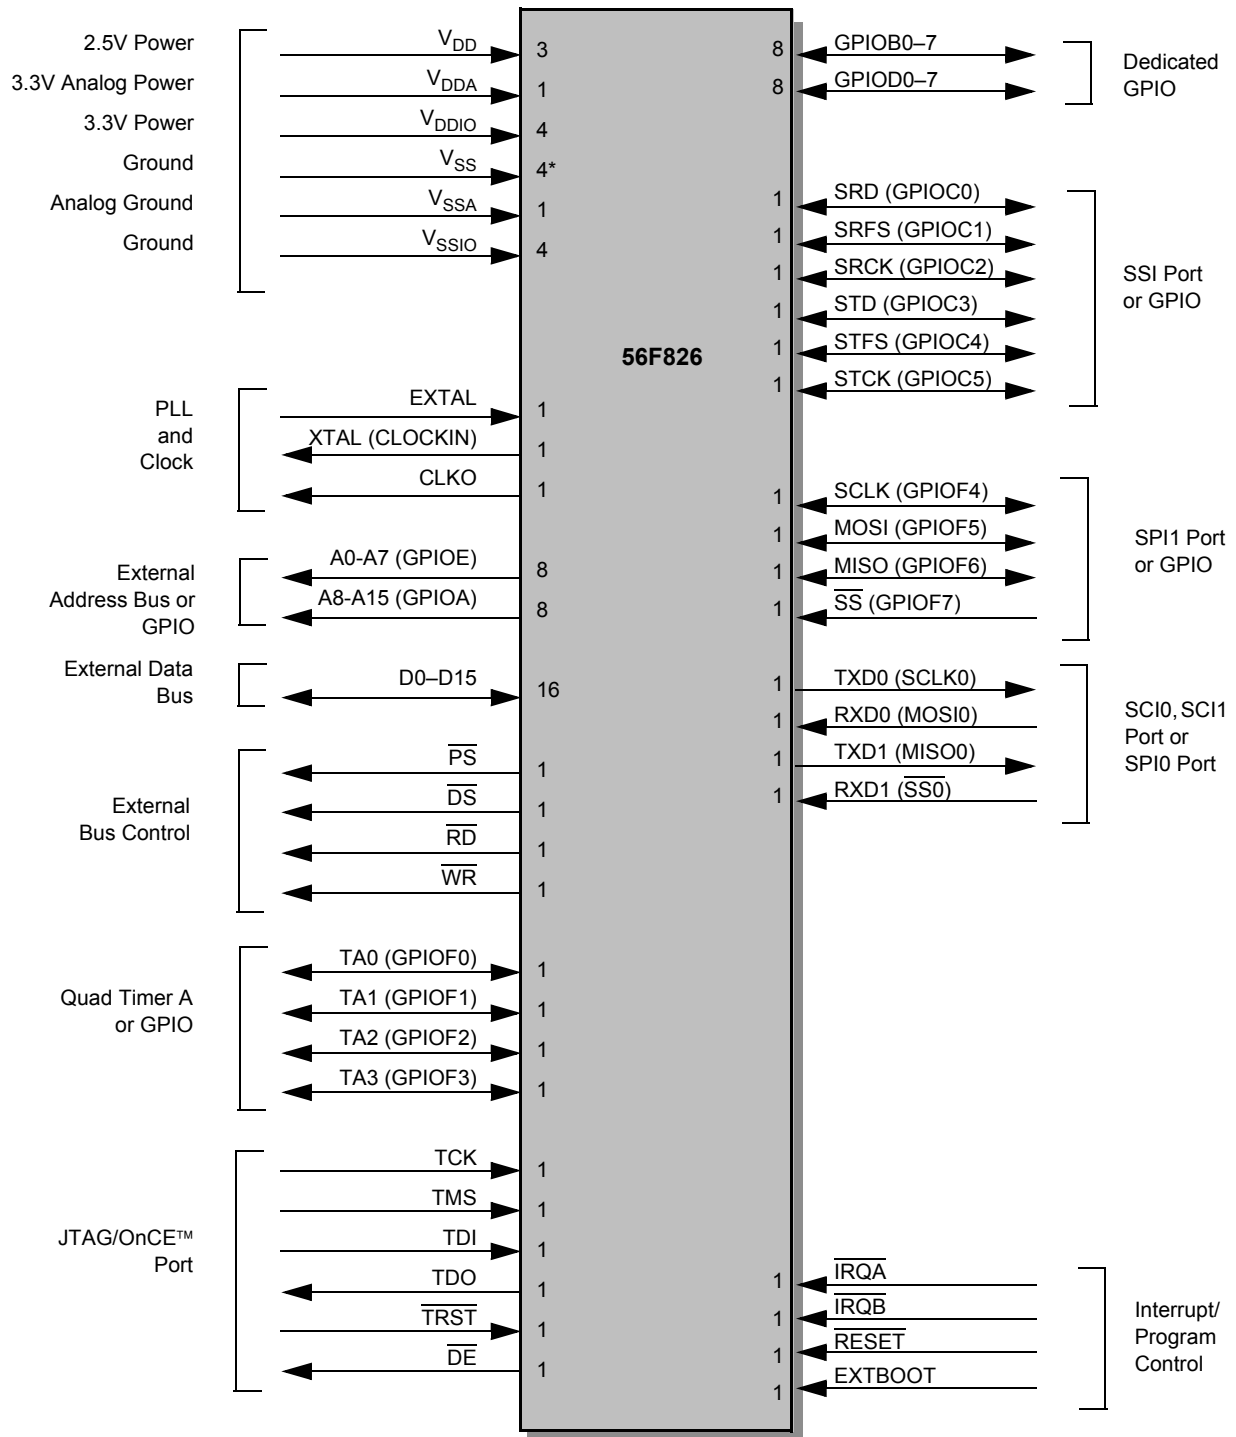 2.5V Power
VDD
3
3.3V Analog Power
VDDA
1
3.3V Power
VDDIO
4
Ground
VSS
4*
Analog Ground
VSSA
1
Ground
VSSIO
4
PLL
and
Clock
EXTAL
1
XTAL (CLOCKIN)
1
CLKO
1
External
Address Bus or
GPIO
A0-A7 (GPIOE)
8
A8-A15 (GPIOA)
8
External Data
Bus
D0–D15
16
External
Bus Control
PS
1
DS
1
RD
1
WR
1
Quad Timer A
or GPIO
TA0 (GPIOF0)
1
TA1 (GPIOF1)
1
TA2 (GPIOF2)
1
TA3 (GPIOF3)
1
JTAG/OnCE™
Port
TCK
1
TMS
1
TDI
1
TDO
1
TRST
1
DE
1
56F826
8
GPIOB0–7
8
GPIOD0–7
Dedicated
GPIO
1
SRD (GPIOC0)
1
SRFS (GPIOC1)
1
SRCK (GPIOC2)
1
STD (GPIOC3)
1
STFS (GPIOC4)
1
STCK (GPIOC5)
SSI Port
or GPIO
1
SCLK (GPIOF4)
1
MOSI (GPIOF5)
1
MISO (GPIOF6)
1
SS (GPIOF7)
SPI1 Port
or GPIO
1
TXD0 (SCLK0)
1
RXD0 (MOSI0)
1
TXD1 (MISO0)
1
RXD1 (SS0)
SCI0, SCI1
Port or
SPI0 Port
1
IRQA
1
IRQB
1
RESET
1
EXTBOOT
Interrupt/
Program
Control